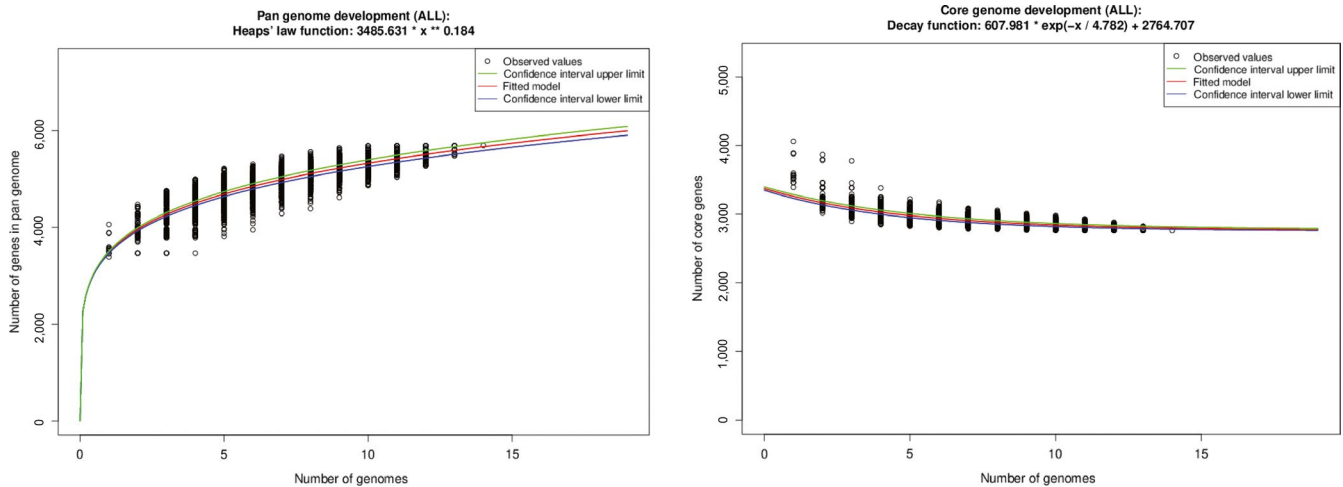 Pan genome development (ALL):
Heaps' law function: 3485.631 * x ** 0.184
Observed values
Confidence interval upper limit
Fitted model
Confidence interval lower limit
Number of genes in pan genome
6,000
4,000
2,000
0
0 5 10 15
Number of genomes
Core genome development (ALL):
Decay function: 607.981 * exp(−x / 4.782) + 2764.707
Observed values
Confidence interval upper limit
Fitted model
Confidence interval lower limit
Number of core genes
5,000
4,000
3,000
2,000
1,000
0
0 5 10 15
Number of genomes